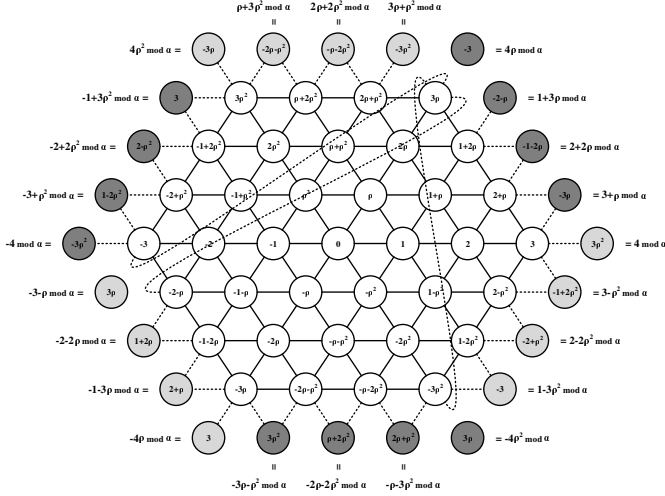 ρ+3ρ² mod α 2ρ+2ρ² mod α 3ρ+ρ² mod α
= = =
4ρ² mod α = -3ρ -2ρ-ρ² -ρ-2ρ² -3ρ² -3 = 4ρ mod α
-1+3ρ² mod α = 3 3ρ² ρ+2ρ² 2ρ+ρ² 3ρ -2-ρ = 1+3ρ mod α
-2+2ρ² mod α = 2-ρ² -1+2ρ² 2ρ² ρ+ρ² 2ρ 1+2ρ -1-2ρ = 2+2ρ mod α
-3+ρ² mod α = 1-2ρ² -2+ρ² -1+ρ² ρ² ρ 1+ρ 2+ρ -3ρ = 3+ρ mod α
-4 mod α = -3ρ² -3 -2 -1 0 1 2 3 3ρ² = 4 mod α
-3-ρ mod α = 3ρ -2-ρ -1-ρ -ρ -ρ² 1-ρ² 2-ρ² -1+2ρ² = 3-ρ² mod α
-2-2ρ mod α = 1+2ρ -1-2ρ -2ρ -ρ-ρ² -2ρ² 1-2ρ² -2+ρ² = 2-2ρ² mod α
-1-3ρ mod α = 2+ρ -3ρ -2ρ-ρ² -ρ-2ρ² -3ρ² -3 = 1-3ρ² mod α
-4ρ mod α = 3 3ρ² ρ+2ρ² 2ρ+ρ² 3ρ = -4ρ² mod α
= = =
-3ρ-ρ² mod α -2ρ-2ρ² mod α -ρ-3ρ² mod α